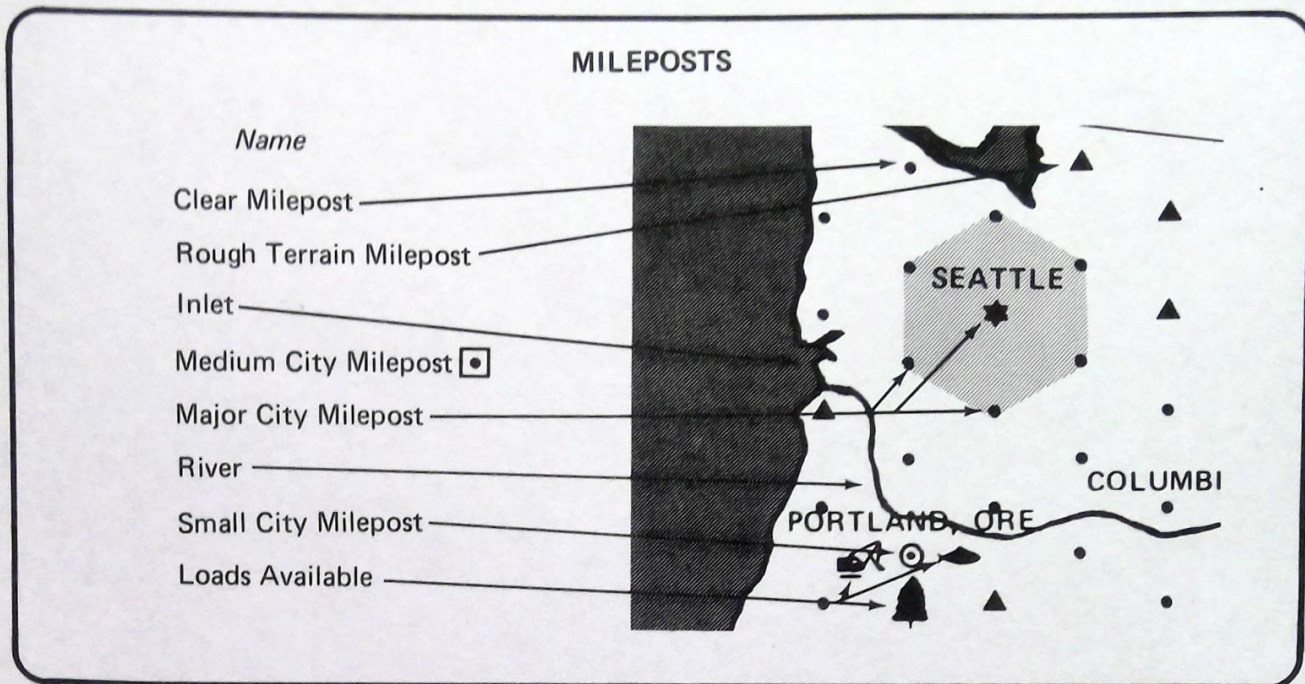 MILEPOSTS
Name
Clear Milepost
Rough Terrain Milepost
Inlet
Medium City Milepost
Major City Milepost
River
Small City Milepost
Loads Available
SEATTLE
COLUMBI
PORTLAND, ORE